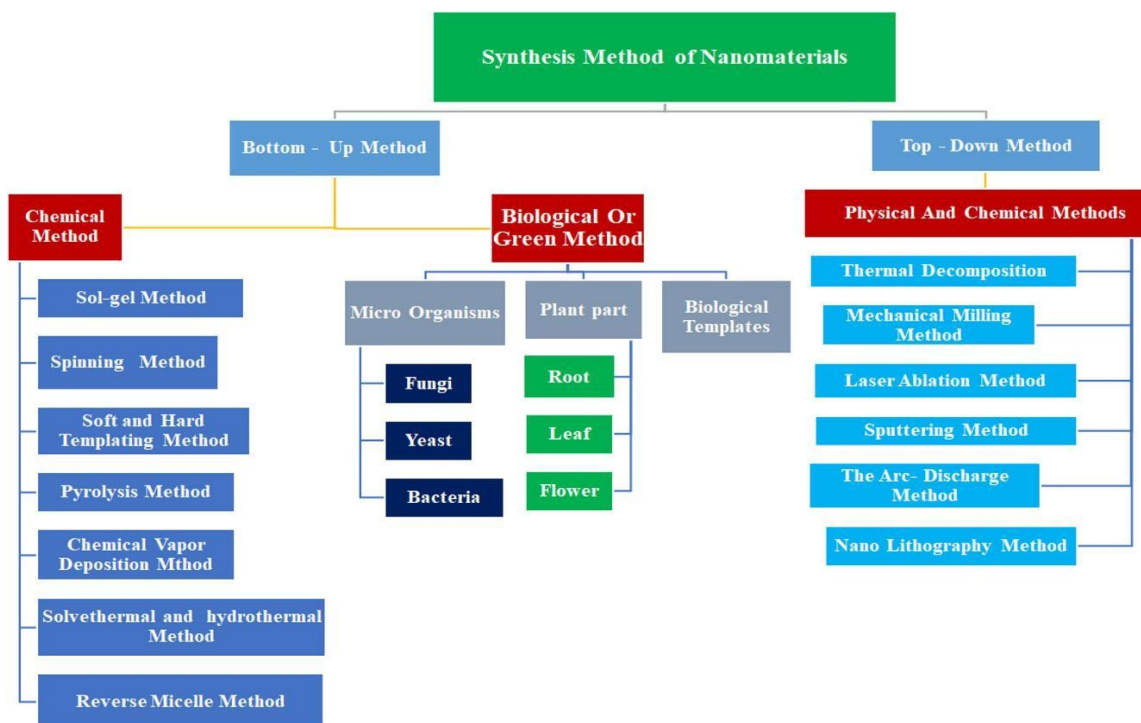 Synthesis Method of Nanomaterials
Bottom - Up Method
Top - Down Method
Chemical
Method
Biological Or
Green Method
Physical And Chemical Methods
Sol-gel Method
Spinning Method
Soft and Hard
Templating Method
Pyrolysis Method
Chemical Vapor
Deposition Mthod
Solvethermal and hydrothermal
Method
Reverse Micelle Method
Micro Organisms
Fungi
Yeast
Bacteria
Plant part
Root
Leaf
Flower
Biological
Templates
Thermal Decomposition
Mechanical Milling
Method
Laser Ablation Method
Sputtering Method
The Arc- Discharge
Method
Nano Lithography Method